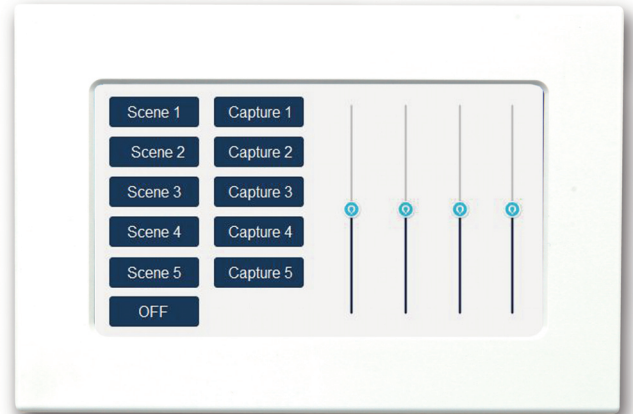 Scene 1 Capture 1
Scene 2 Capture 2
Scene 3 Capture 3
Scene 4 Capture 4
Scene 5 Capture 5
OFF